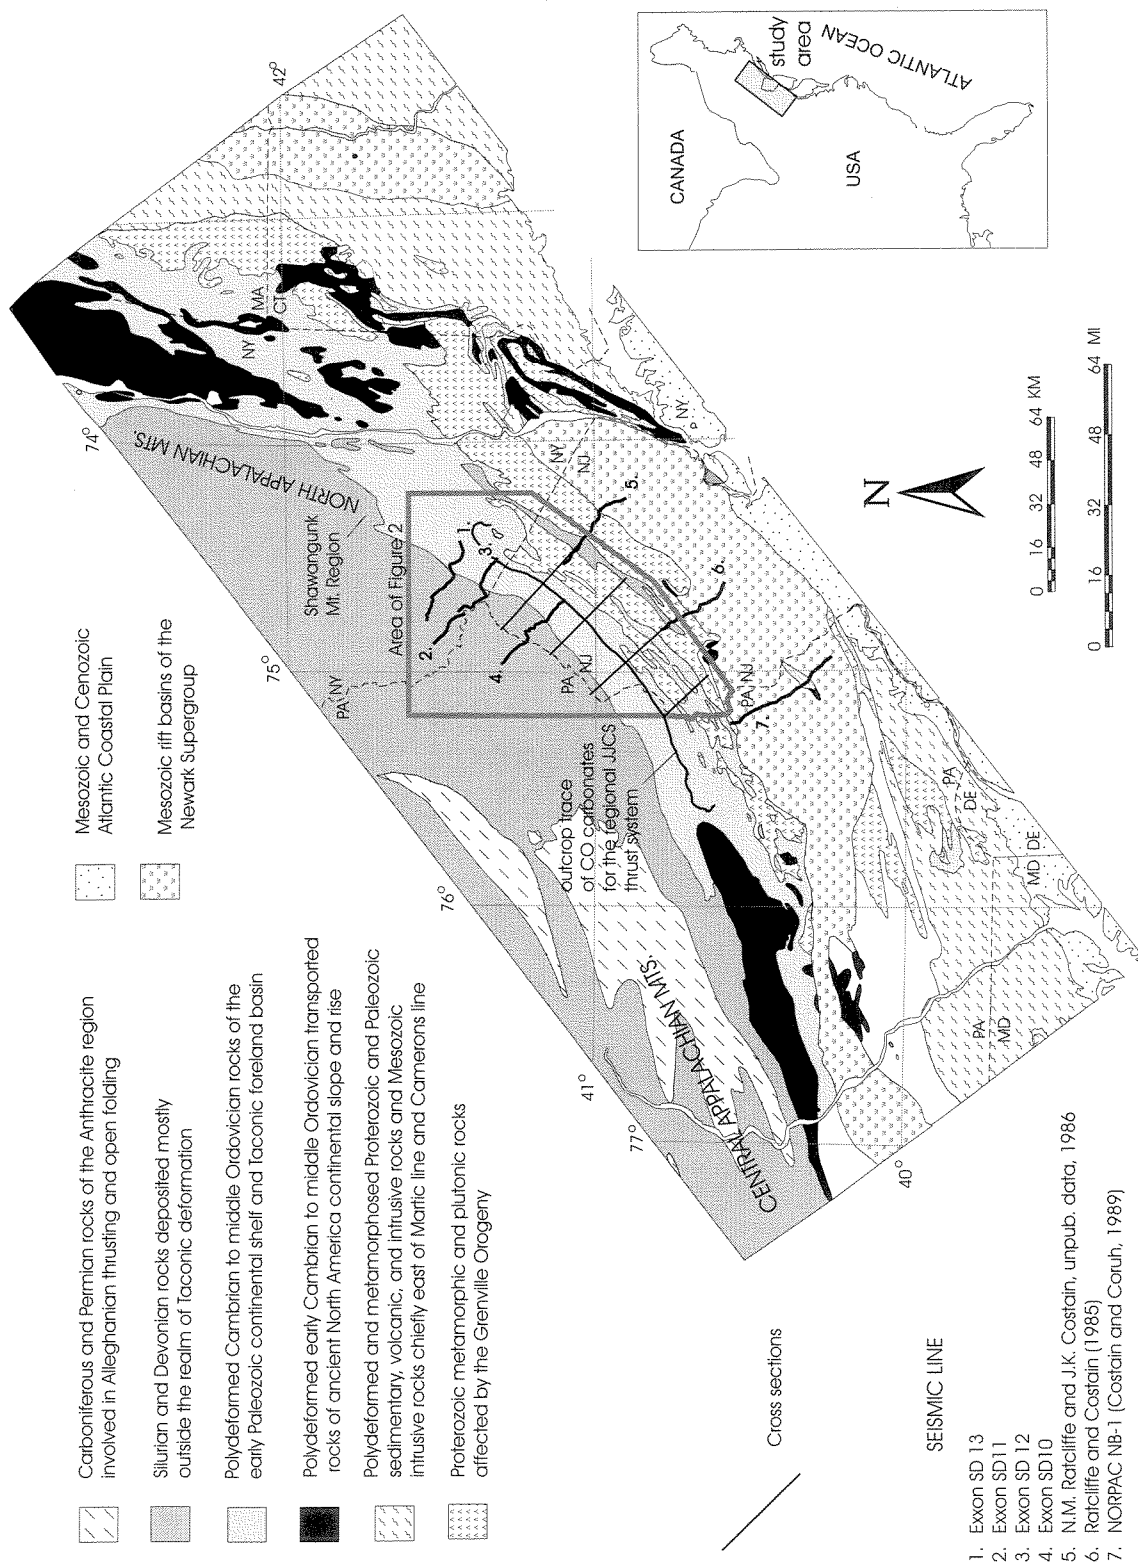 Carboniferous and Permian rocks of the Anthracite region
involved in Alleghanian thrusting and open folding
Silurian and Devonian rocks deposited mostly
outside the realm of Taconic deformation
Polydeformed Cambrian to middle Ordovician rocks of the
early Paleozoic continental shelf and Taconic foreland basin
Polydeformed early Cambrian to middle Ordovician transported
rocks of ancient North America continental slope and rise
Polydeformed and metamorphosed Proterozoic and Paleozoic
sedimentary, volcanic, and intrusive rocks and Mesozoic
intrusive rocks chiefly east of Martic line and Camerons line
Proterozoic metamorphic and plutonic rocks
affected by the Grenville Orogeny
Mesozoic and Cenozoic
Atlantic Coastal Plain
Mesozoic rift basins of the
Newark Supergroup
Cross sections
SEISMIC LINE
1. Exxon SD 13
2. Exxon SD11
3. Exxon SD 12
4. Exxon SD10
5. N.M. Ratcliffe and J.K. Costain, unpub. data, 1986
6. Ratcliffe and Costain (1985)
7. NORPAC NB-1 (Costain and Coruh, 1989)
77°
76°
75°
74°
42°
41°
40°
CENTRAL APPALACHIAN MTS.
NORTH APPALACHIAN MTS.
Shawangunk
Mt. Region
Area of Figure 2
outcrop trace
of CO carbonates
for the regional JJCS
thrust system
PA NY
PA NJ
PA NJ
NY
NJ
NY
NY
MA
CT
PA
DE
MD DE
PA
MD
1.
2.
3.
4.
5.
6.
7.
N
0 16 32 48 64 KM
0 16 32 48 64 MI
CANADA
USA
study
area
ATLANTIC OCEAN